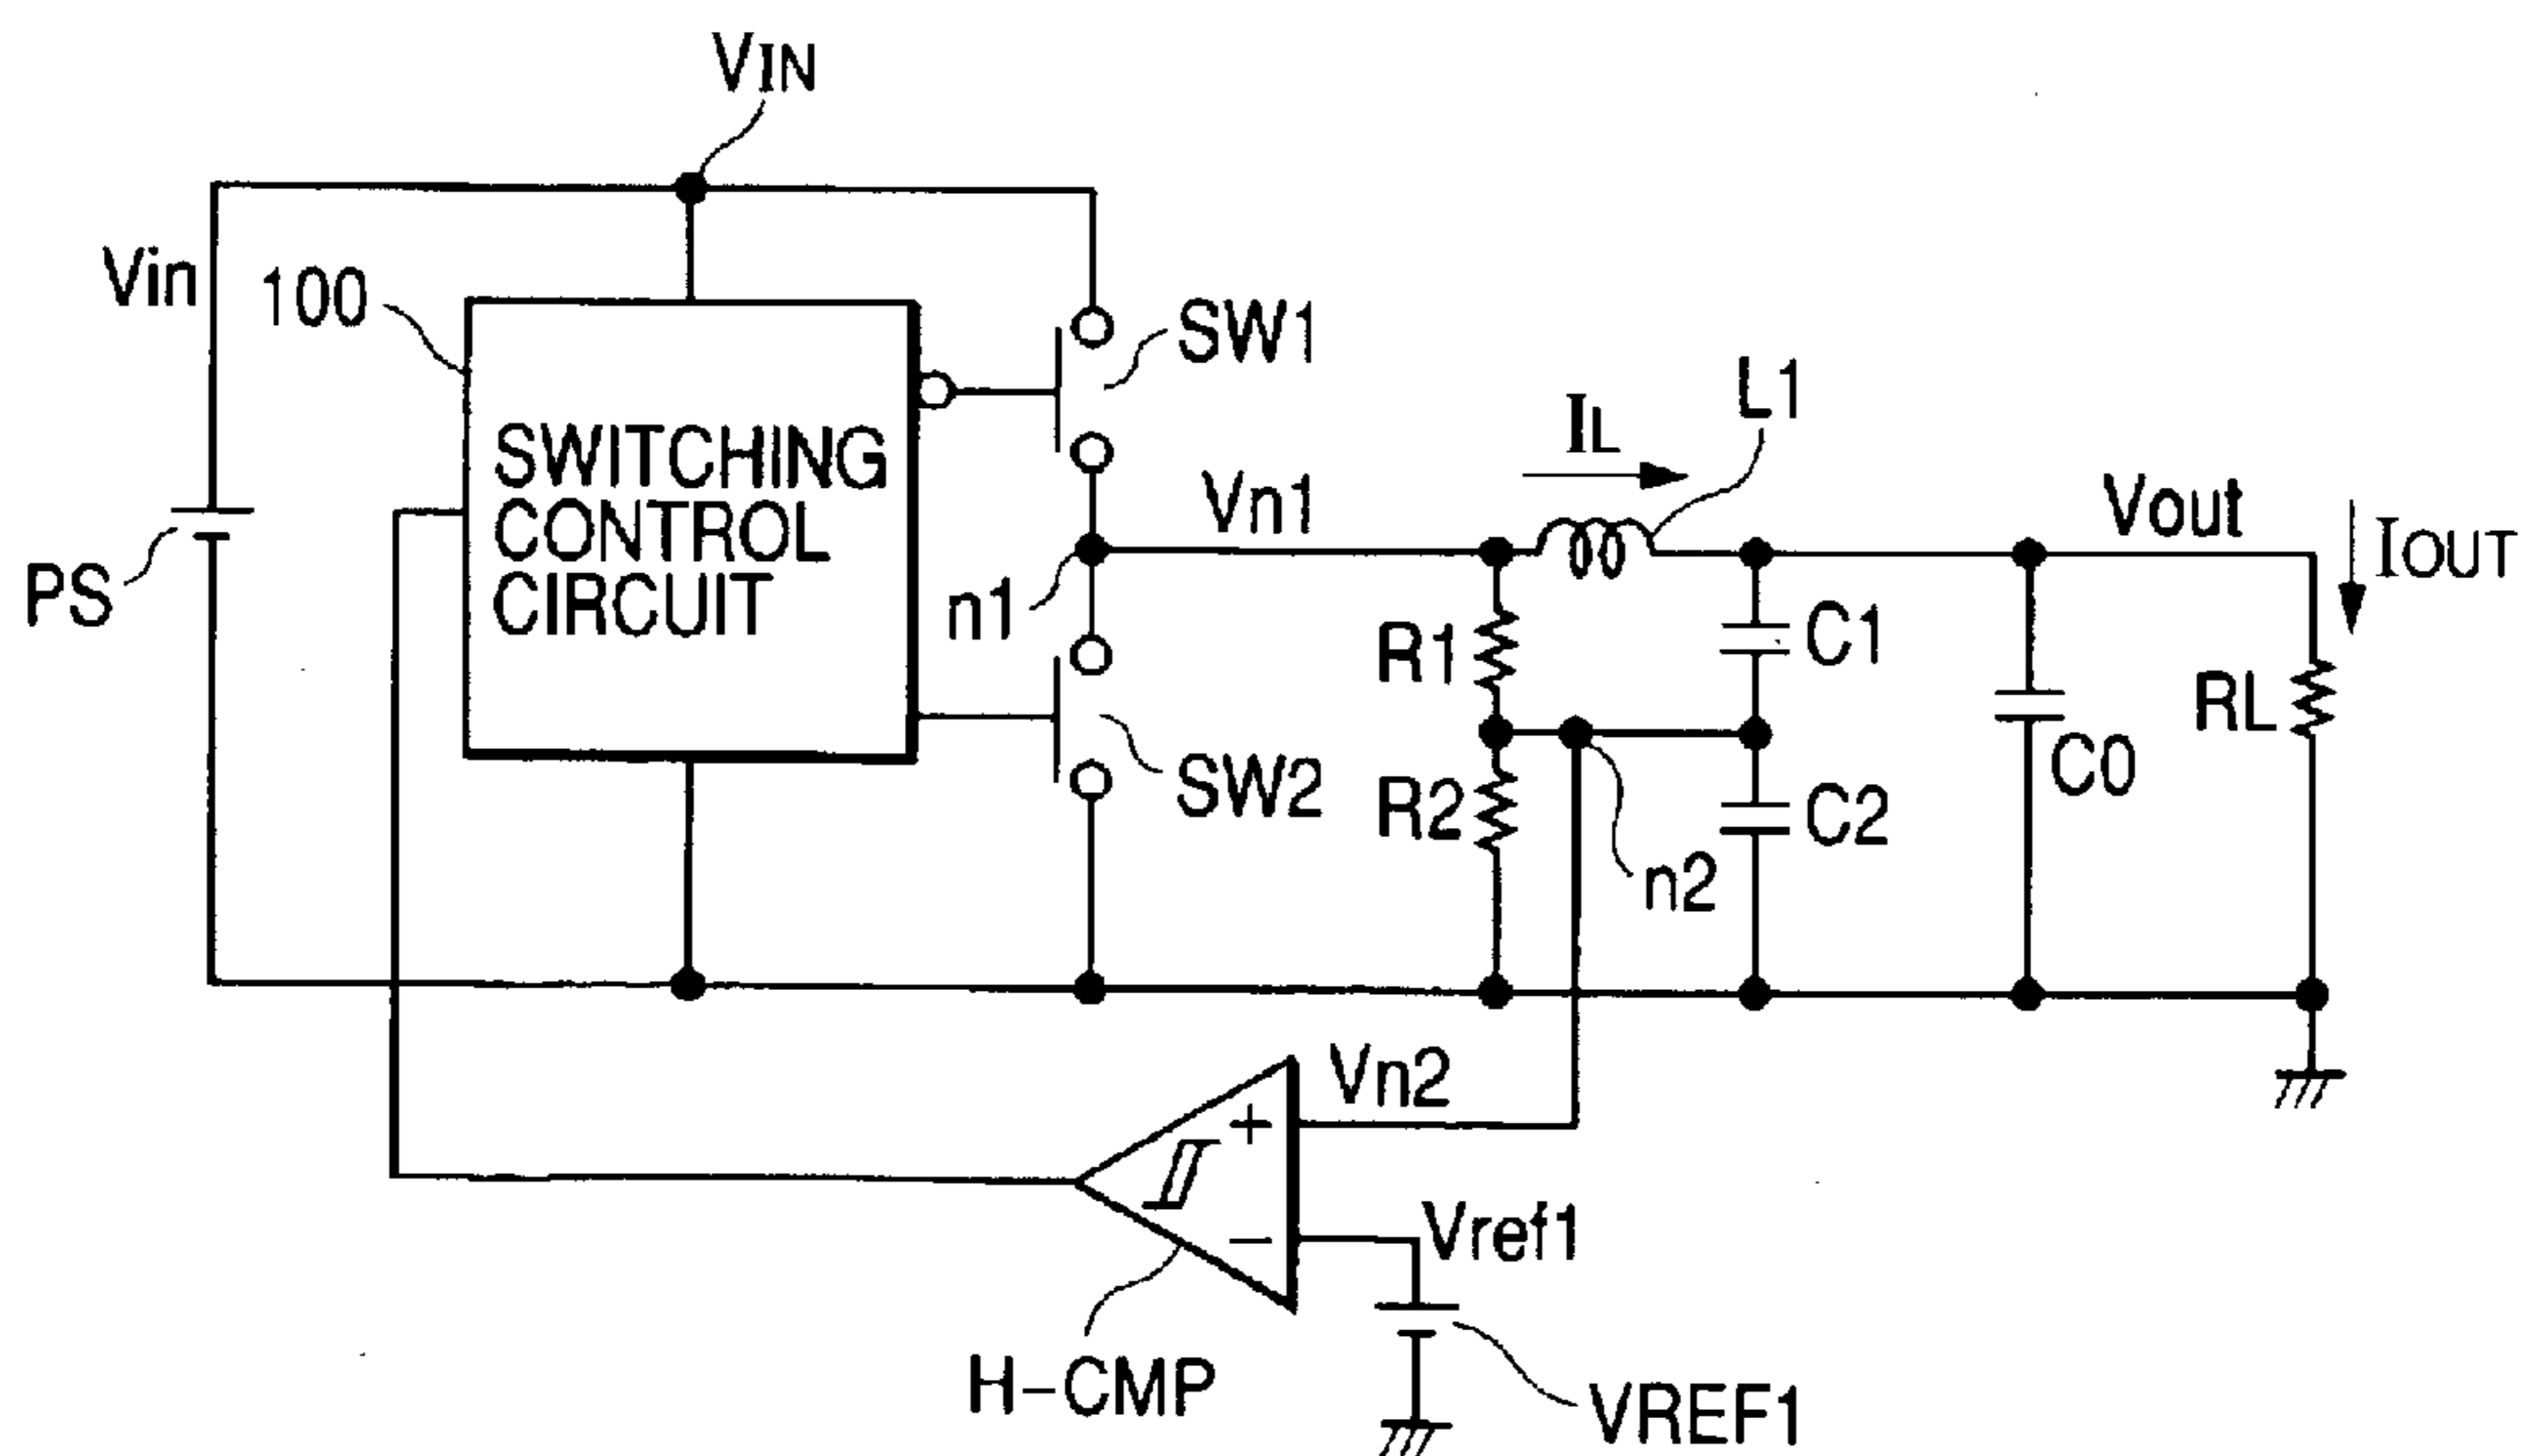 VIN
Vin
100
SW1
SWITCHING
CONTROL
CIRCUIT
PS
n1
Vn1
IL
L1
Vout
IOUT
R1
C1
RL
SW2
R2
C2
C0
n2
Vn2
+
−
Vref1
H-CMP
VREF1